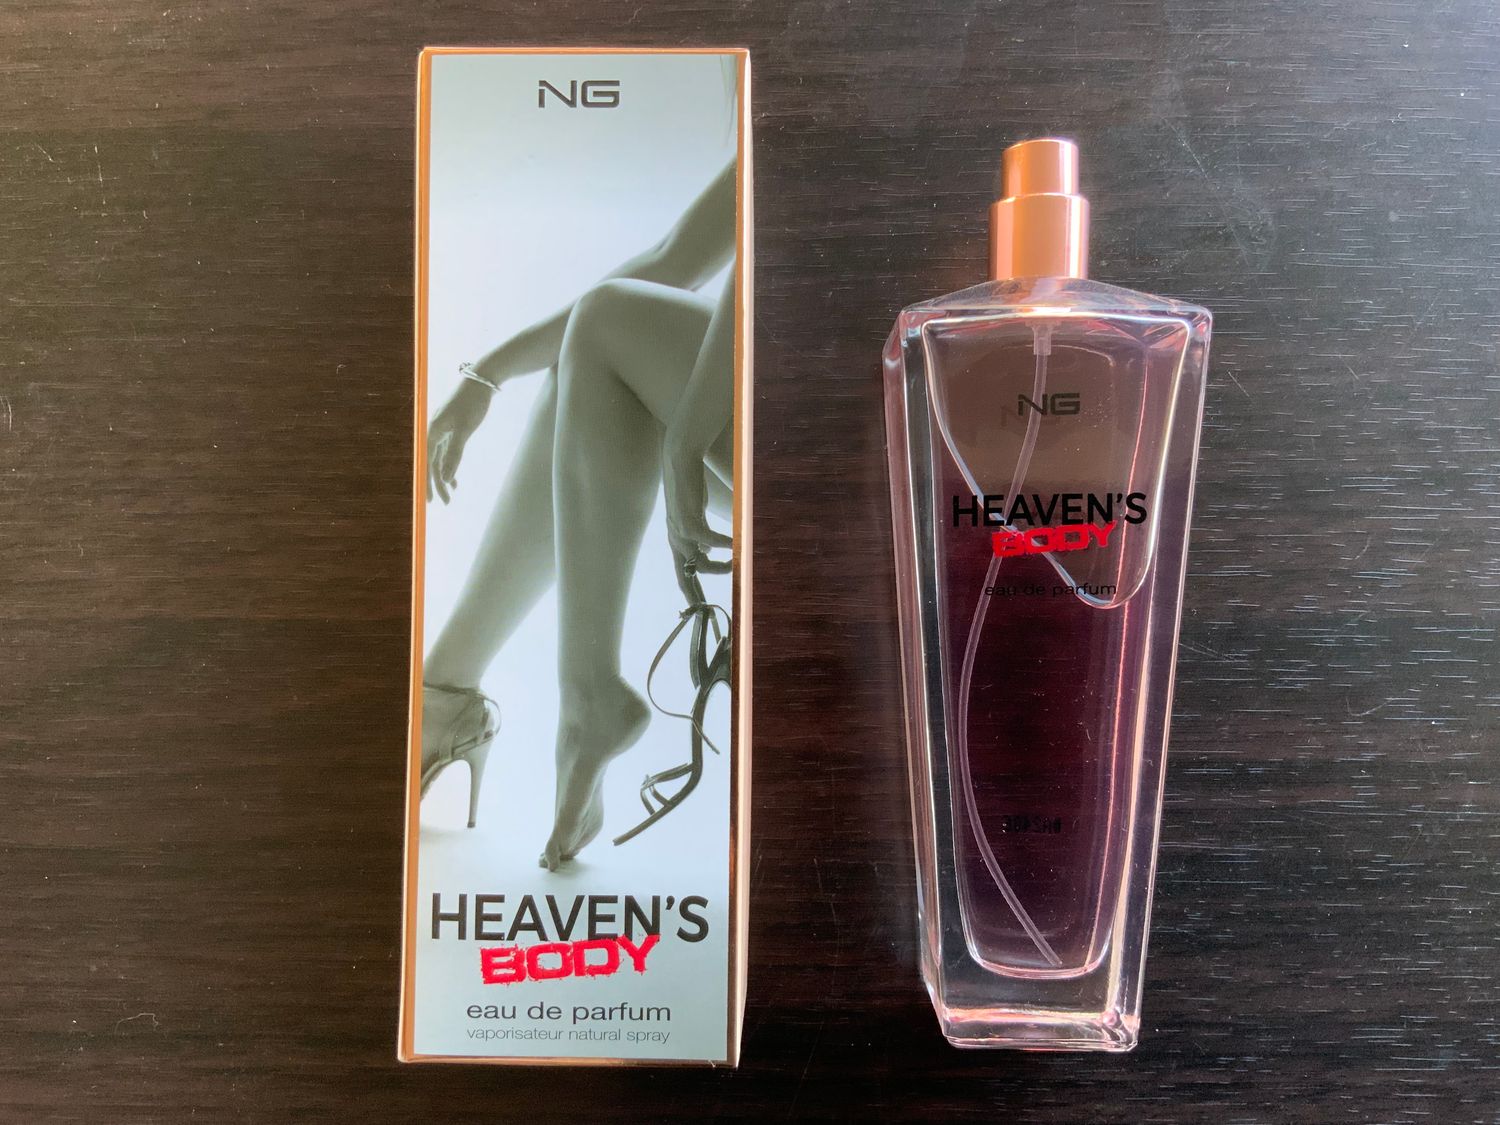 NG
HEAVEN'S
BODY
eau de parfum
vaporisateur natural spray
NG
HEAVEN'S
BODY
eau de parfum